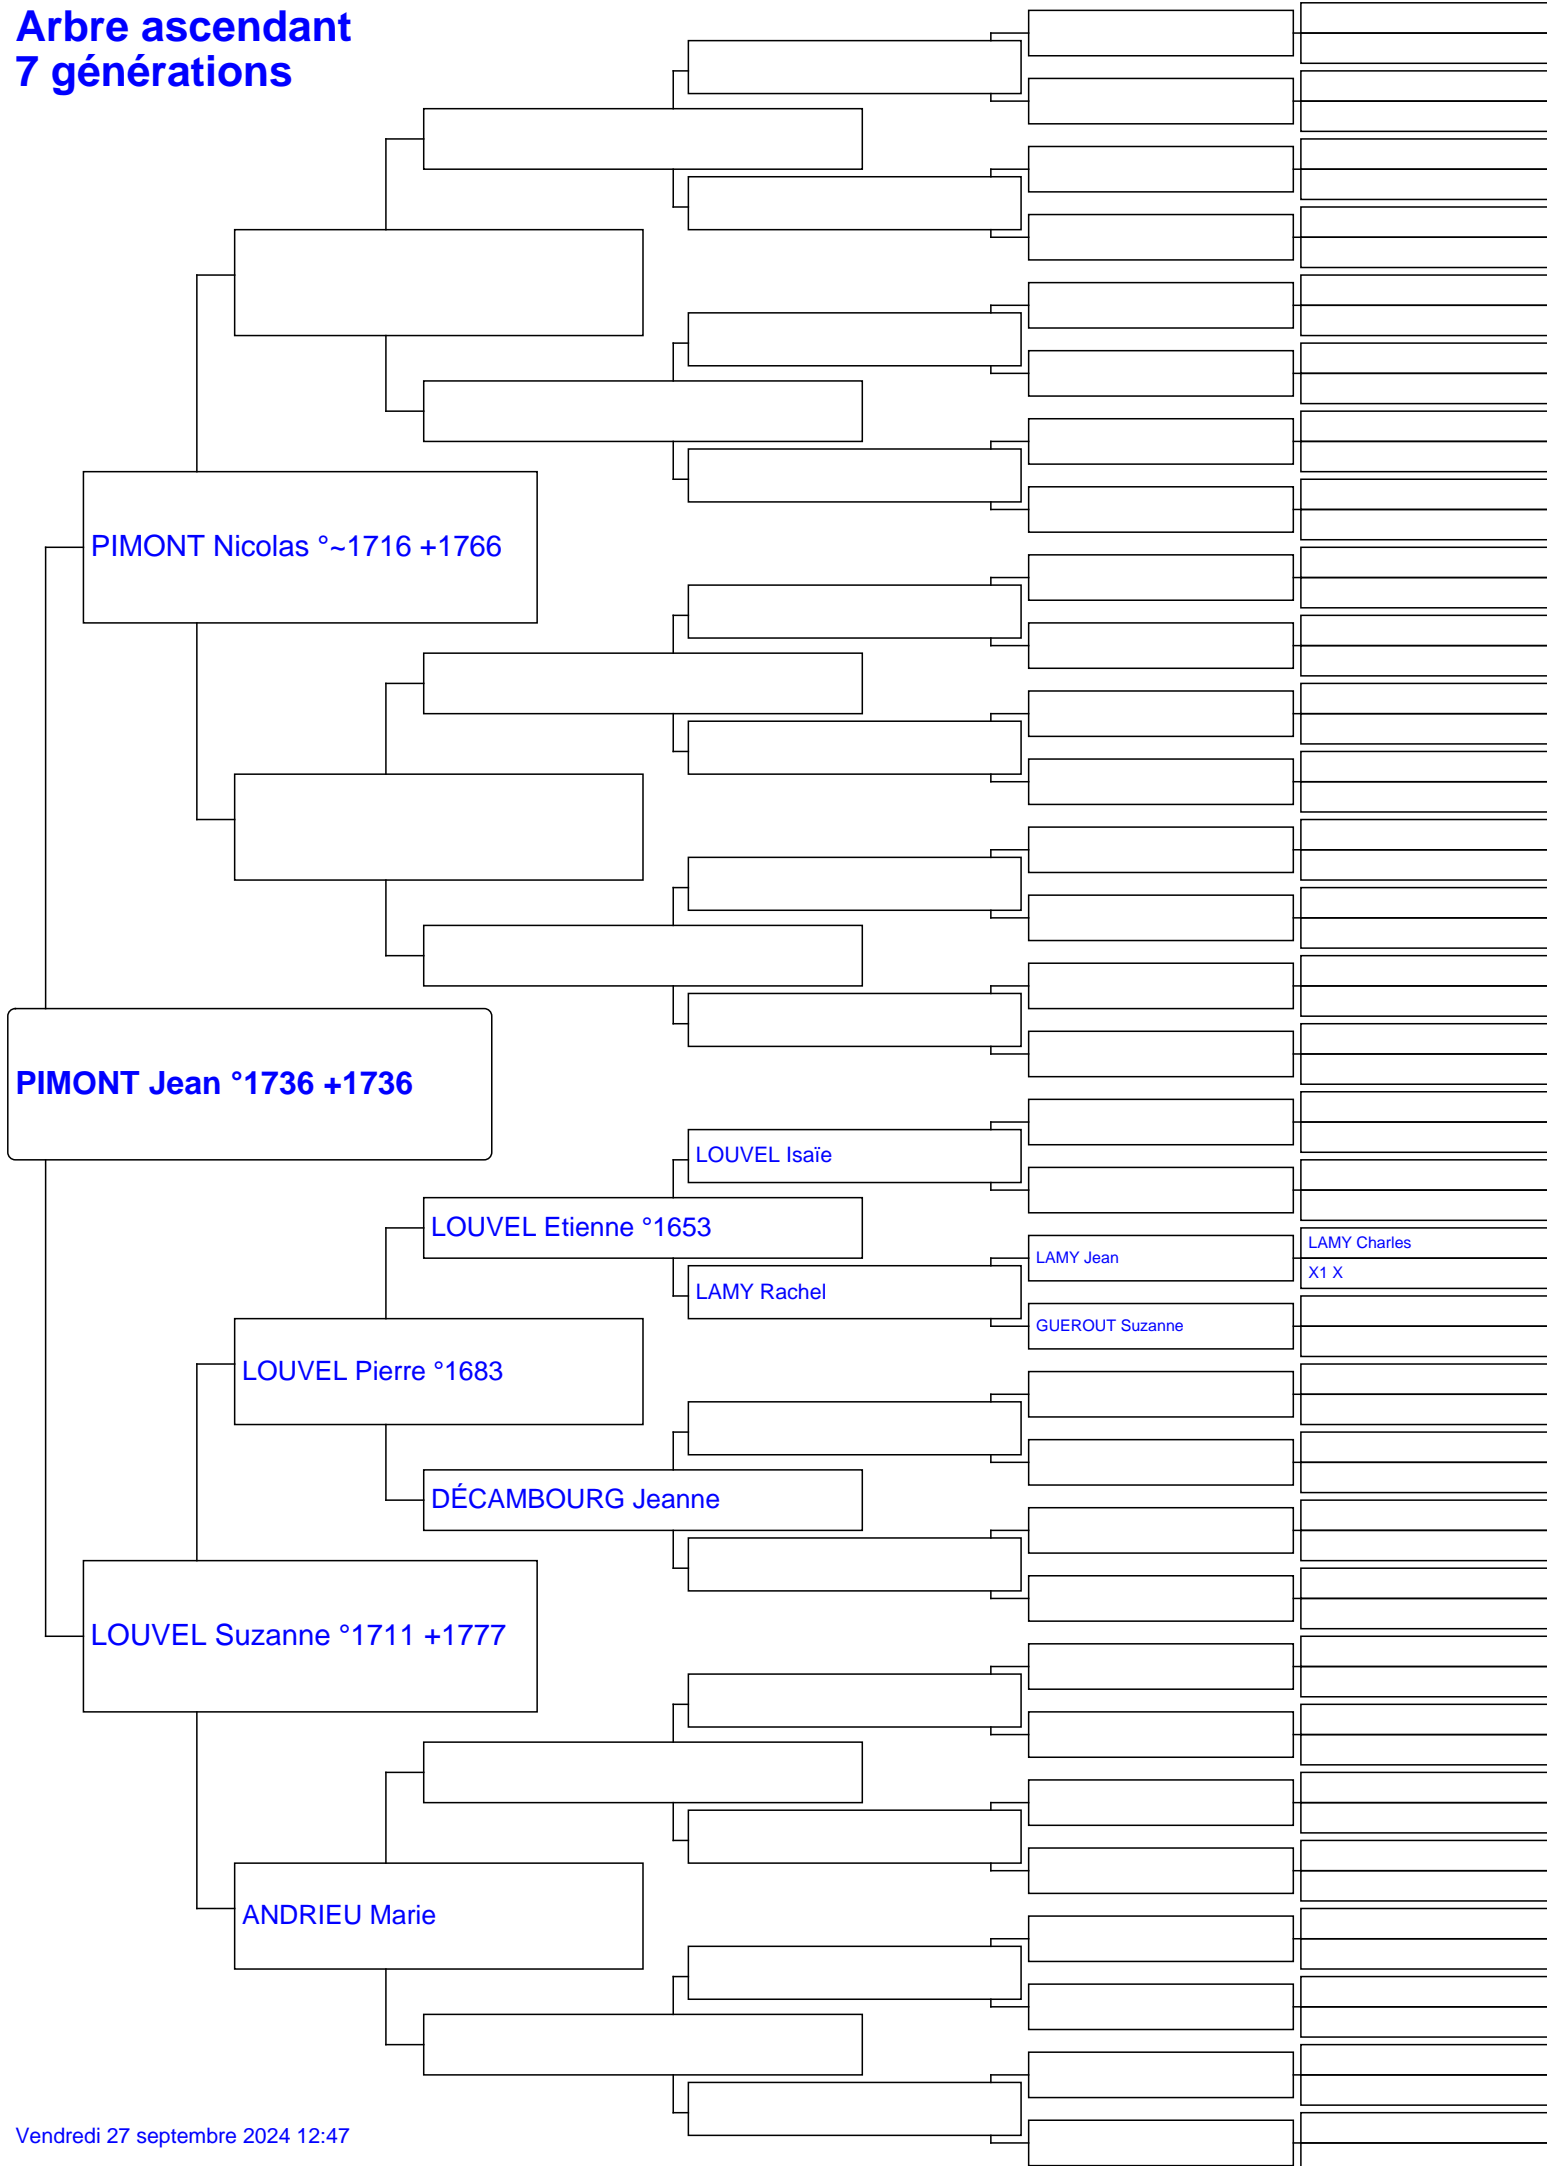 Arbre ascendant
7 générations
PIMONT Nicolas °~1716 +1766
PIMONT Jean °1736 +1736
LOUVEL Isaïe
LOUVEL Etienne °1653
LAMY Charles
LAMY Jean
X1 X
LAMY Rachel
GUEROUT Suzanne
LOUVEL Pierre °1683
DÉCAMBOURG Jeanne
LOUVEL Suzanne °1711 +1777
ANDRIEU Marie
Vendredi 27 septembre 2024 12:47